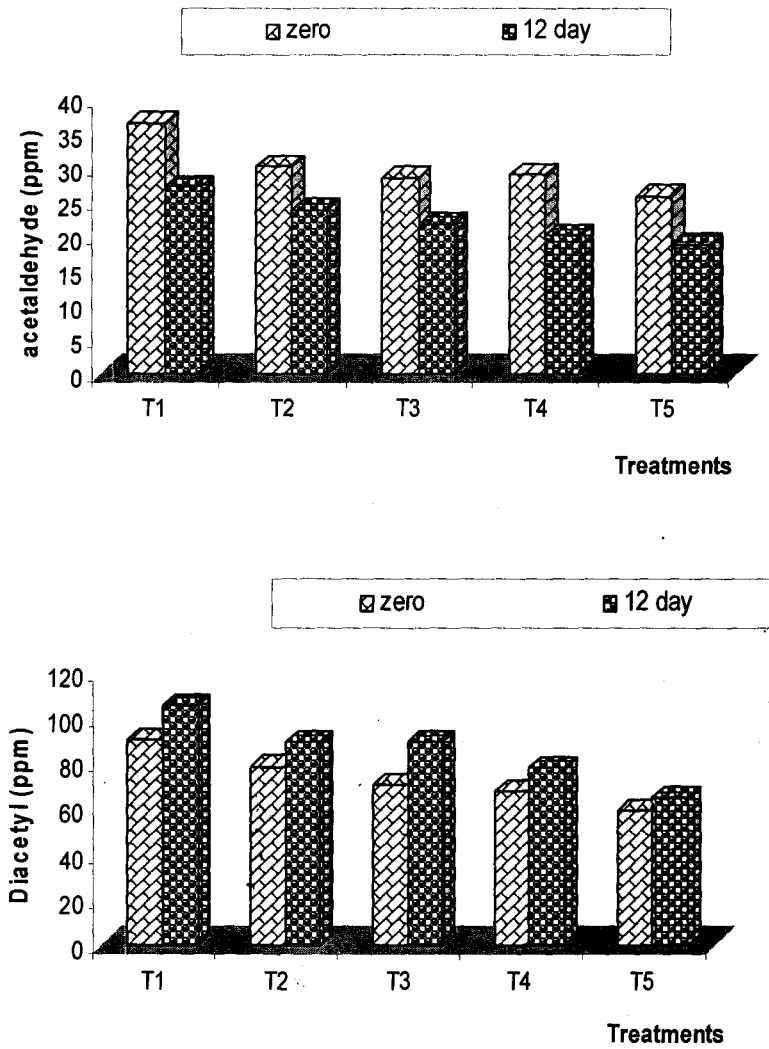 zero 12 day
40
35
30
25
20
15
10
5
0
acetaldehyde (ppm)
T1 T2 T3 T4 T5
Treatments
zero 12 day
120
100
80
60
40
20
0
Diacetyl (ppm)
T1 T2 T3 T4 T5
Treatments